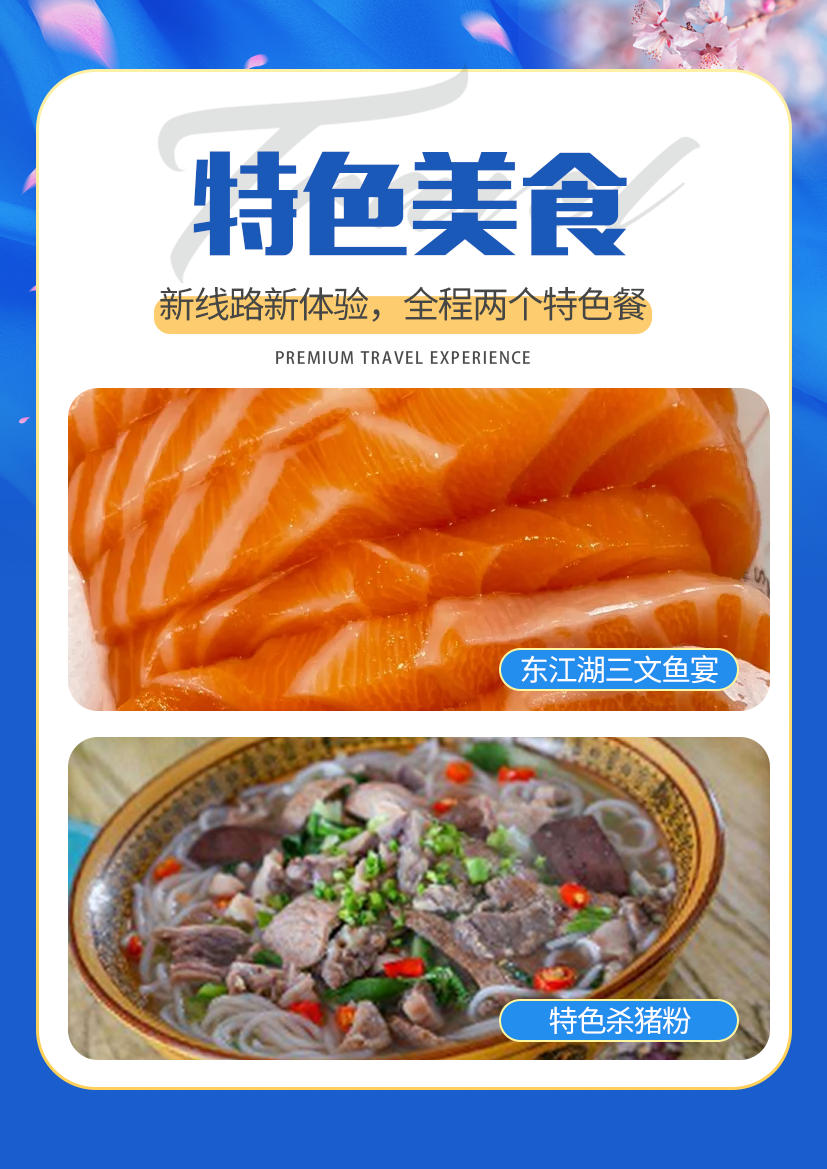 Travel
特色美食
新线路新体验，全程两个特色餐
PREMIUM TRAVEL EXPERIENCE
东江湖三文鱼宴
特色杀猪粉